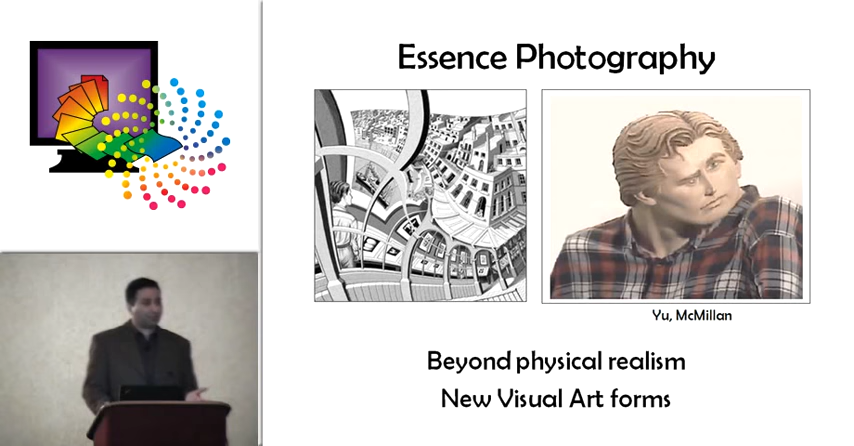 Essence Photography
Yu, McMillan
Beyond physical realism
New Visual Art forms